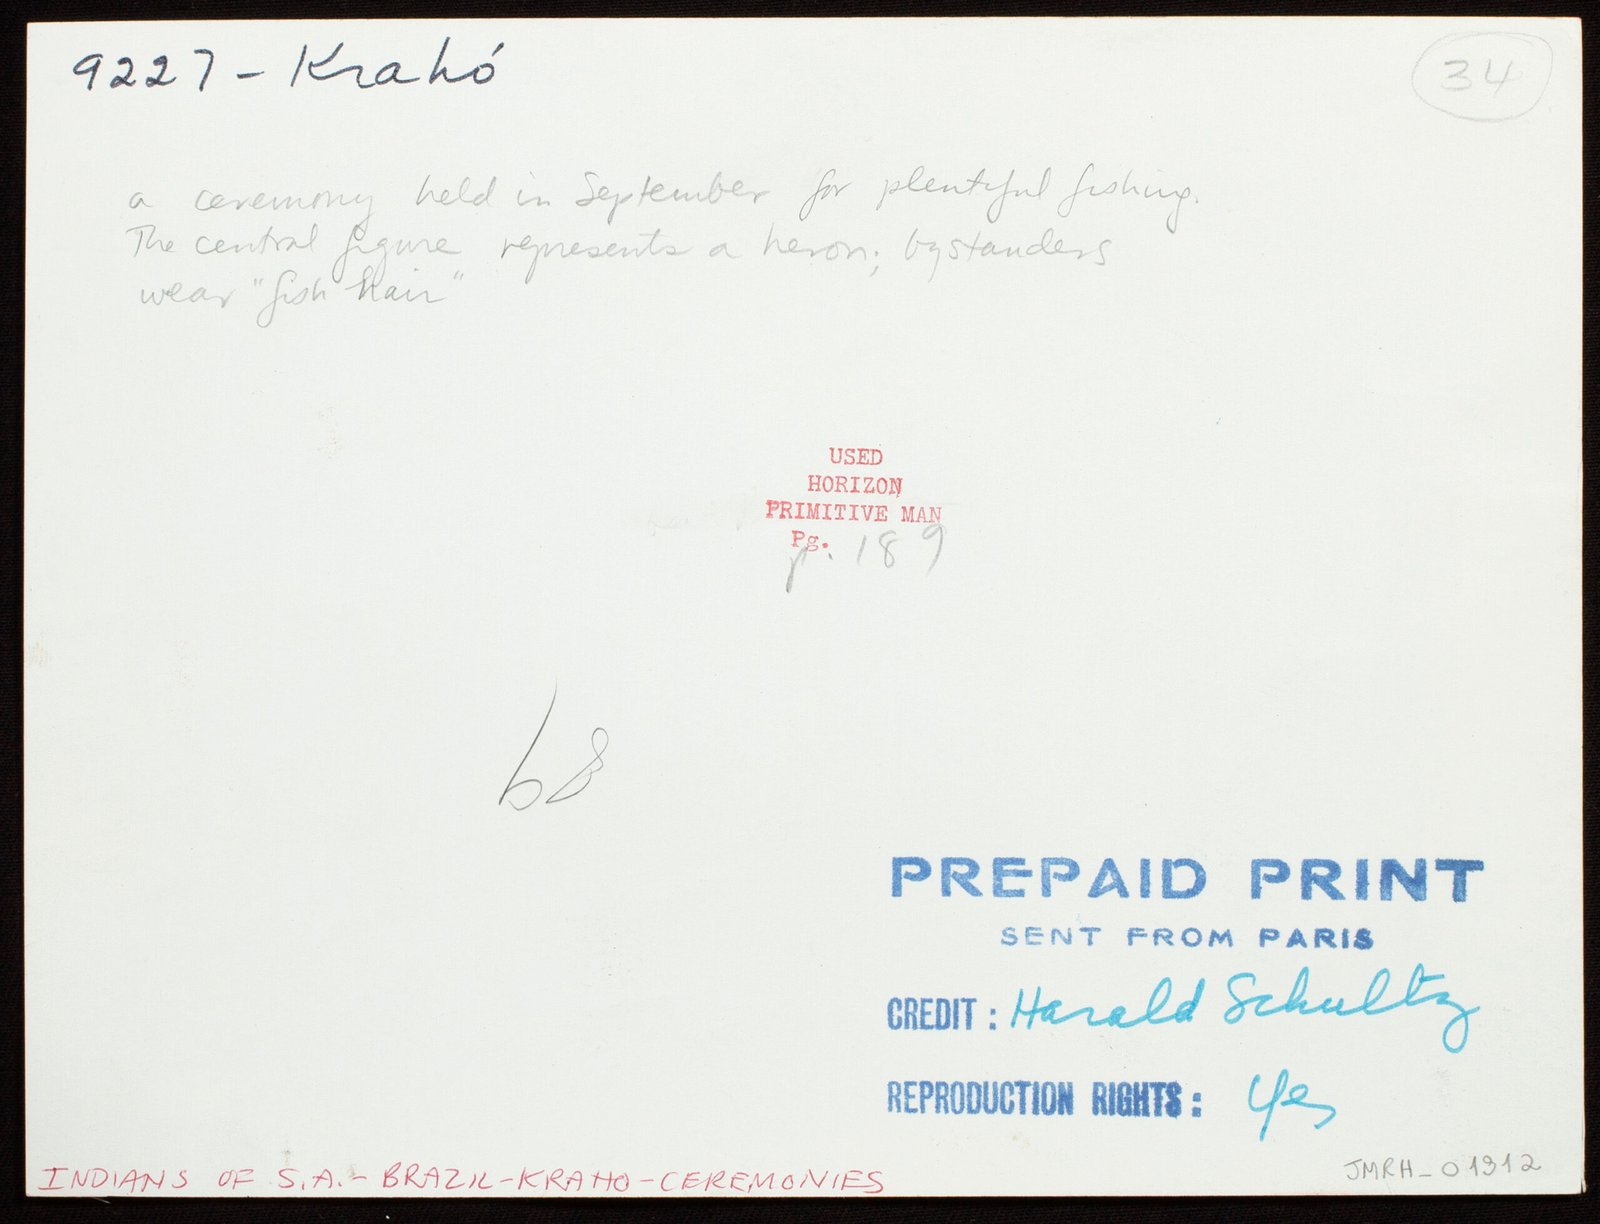 9227 - Krahó
34
a ceremony held in September for plentiful fishing.
The central figure represents a heron; bystanders
wear "fish hair"
USED
HORIZON
PRIMITIVE MAN
Pg.
p. 189
68
PREPAID PRINT
SENT FROM PARIS
CREDIT : Harald Schultz
REPRODUCTION RIGHTS : Yes
INDIANS OF S.A. - BRAZIL - KRAHO - CEREMONIES
JMRH_01312